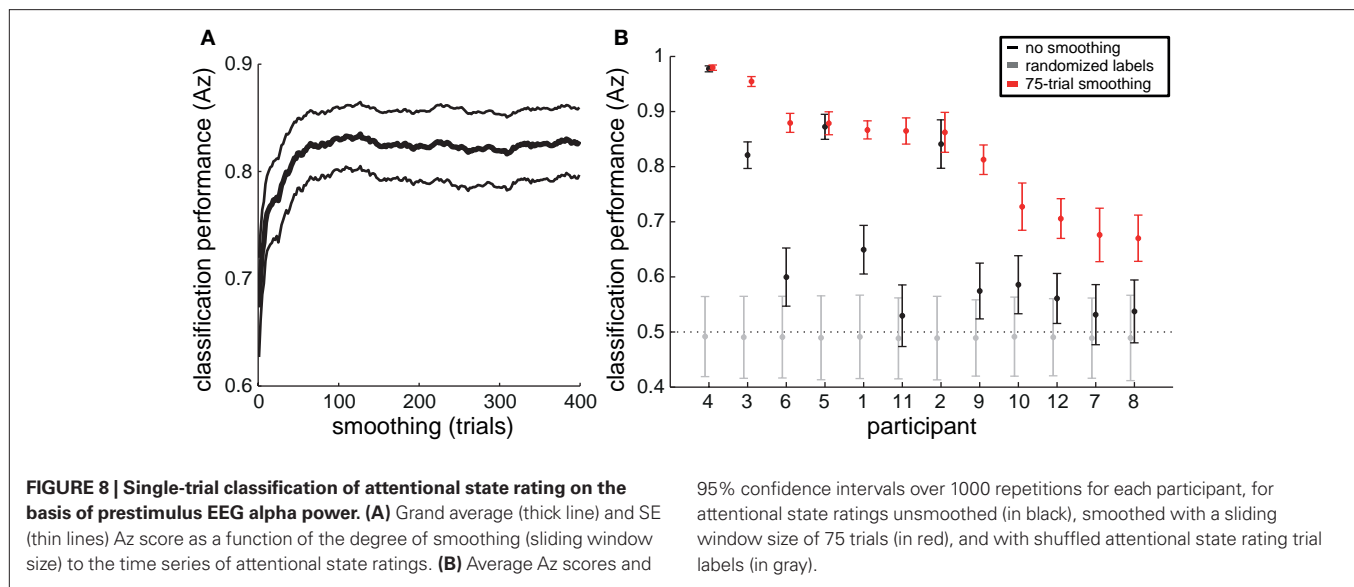 A
0.9
0.8
0.7
0.6
classification performance (Az)
0
100
200
300
400
smoothing (trials)
B
1
0.9
0.8
0.7
0.6
0.5
0.4
classification performance (Az)
no smoothing
randomized labels
75-trial smoothing
4 3 6 5 1 11 2 9 10 12 7 8
participant
FIGURE 8 | Single-trial classification of attentional state rating on the
basis of prestimulus EEG alpha power. (A) Grand average (thick line) and SE
(thin lines) Az score as a function of the degree of smoothing (sliding window
size) to the time series of attentional state ratings. (B) Average Az scores and
95% confidence intervals over 1000 repetitions for each participant, for
attentional state ratings unsmoothed (in black), smoothed with a sliding
window size of 75 trials (in red), and with shuffled attentional state rating trial
labels (in gray).